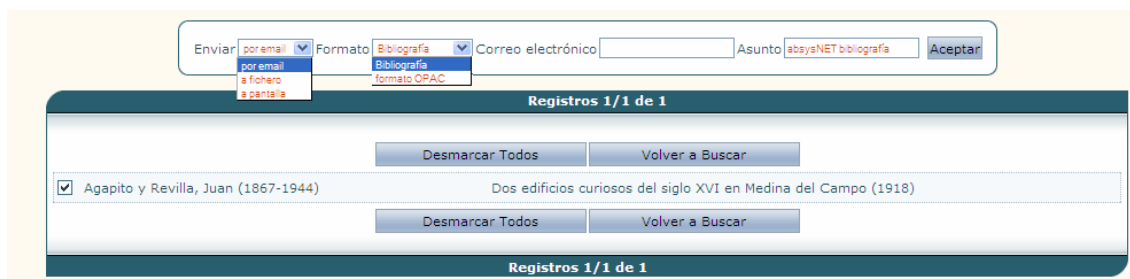 Enviar por email Formato Bibliografía Correo electrónico Asunto absysNET bibliografía Aceptar
por email Bibliografía
a fichero formato OPAC
a pantalla
Registros 1/1 de 1
Desmarcar Todos Volver a Buscar
Agapito y Revilla, Juan (1867-1944) Dos edificios curiosos del siglo XVI en Medina del Campo (1918)
Desmarcar Todos Volver a Buscar
Registros 1/1 de 1